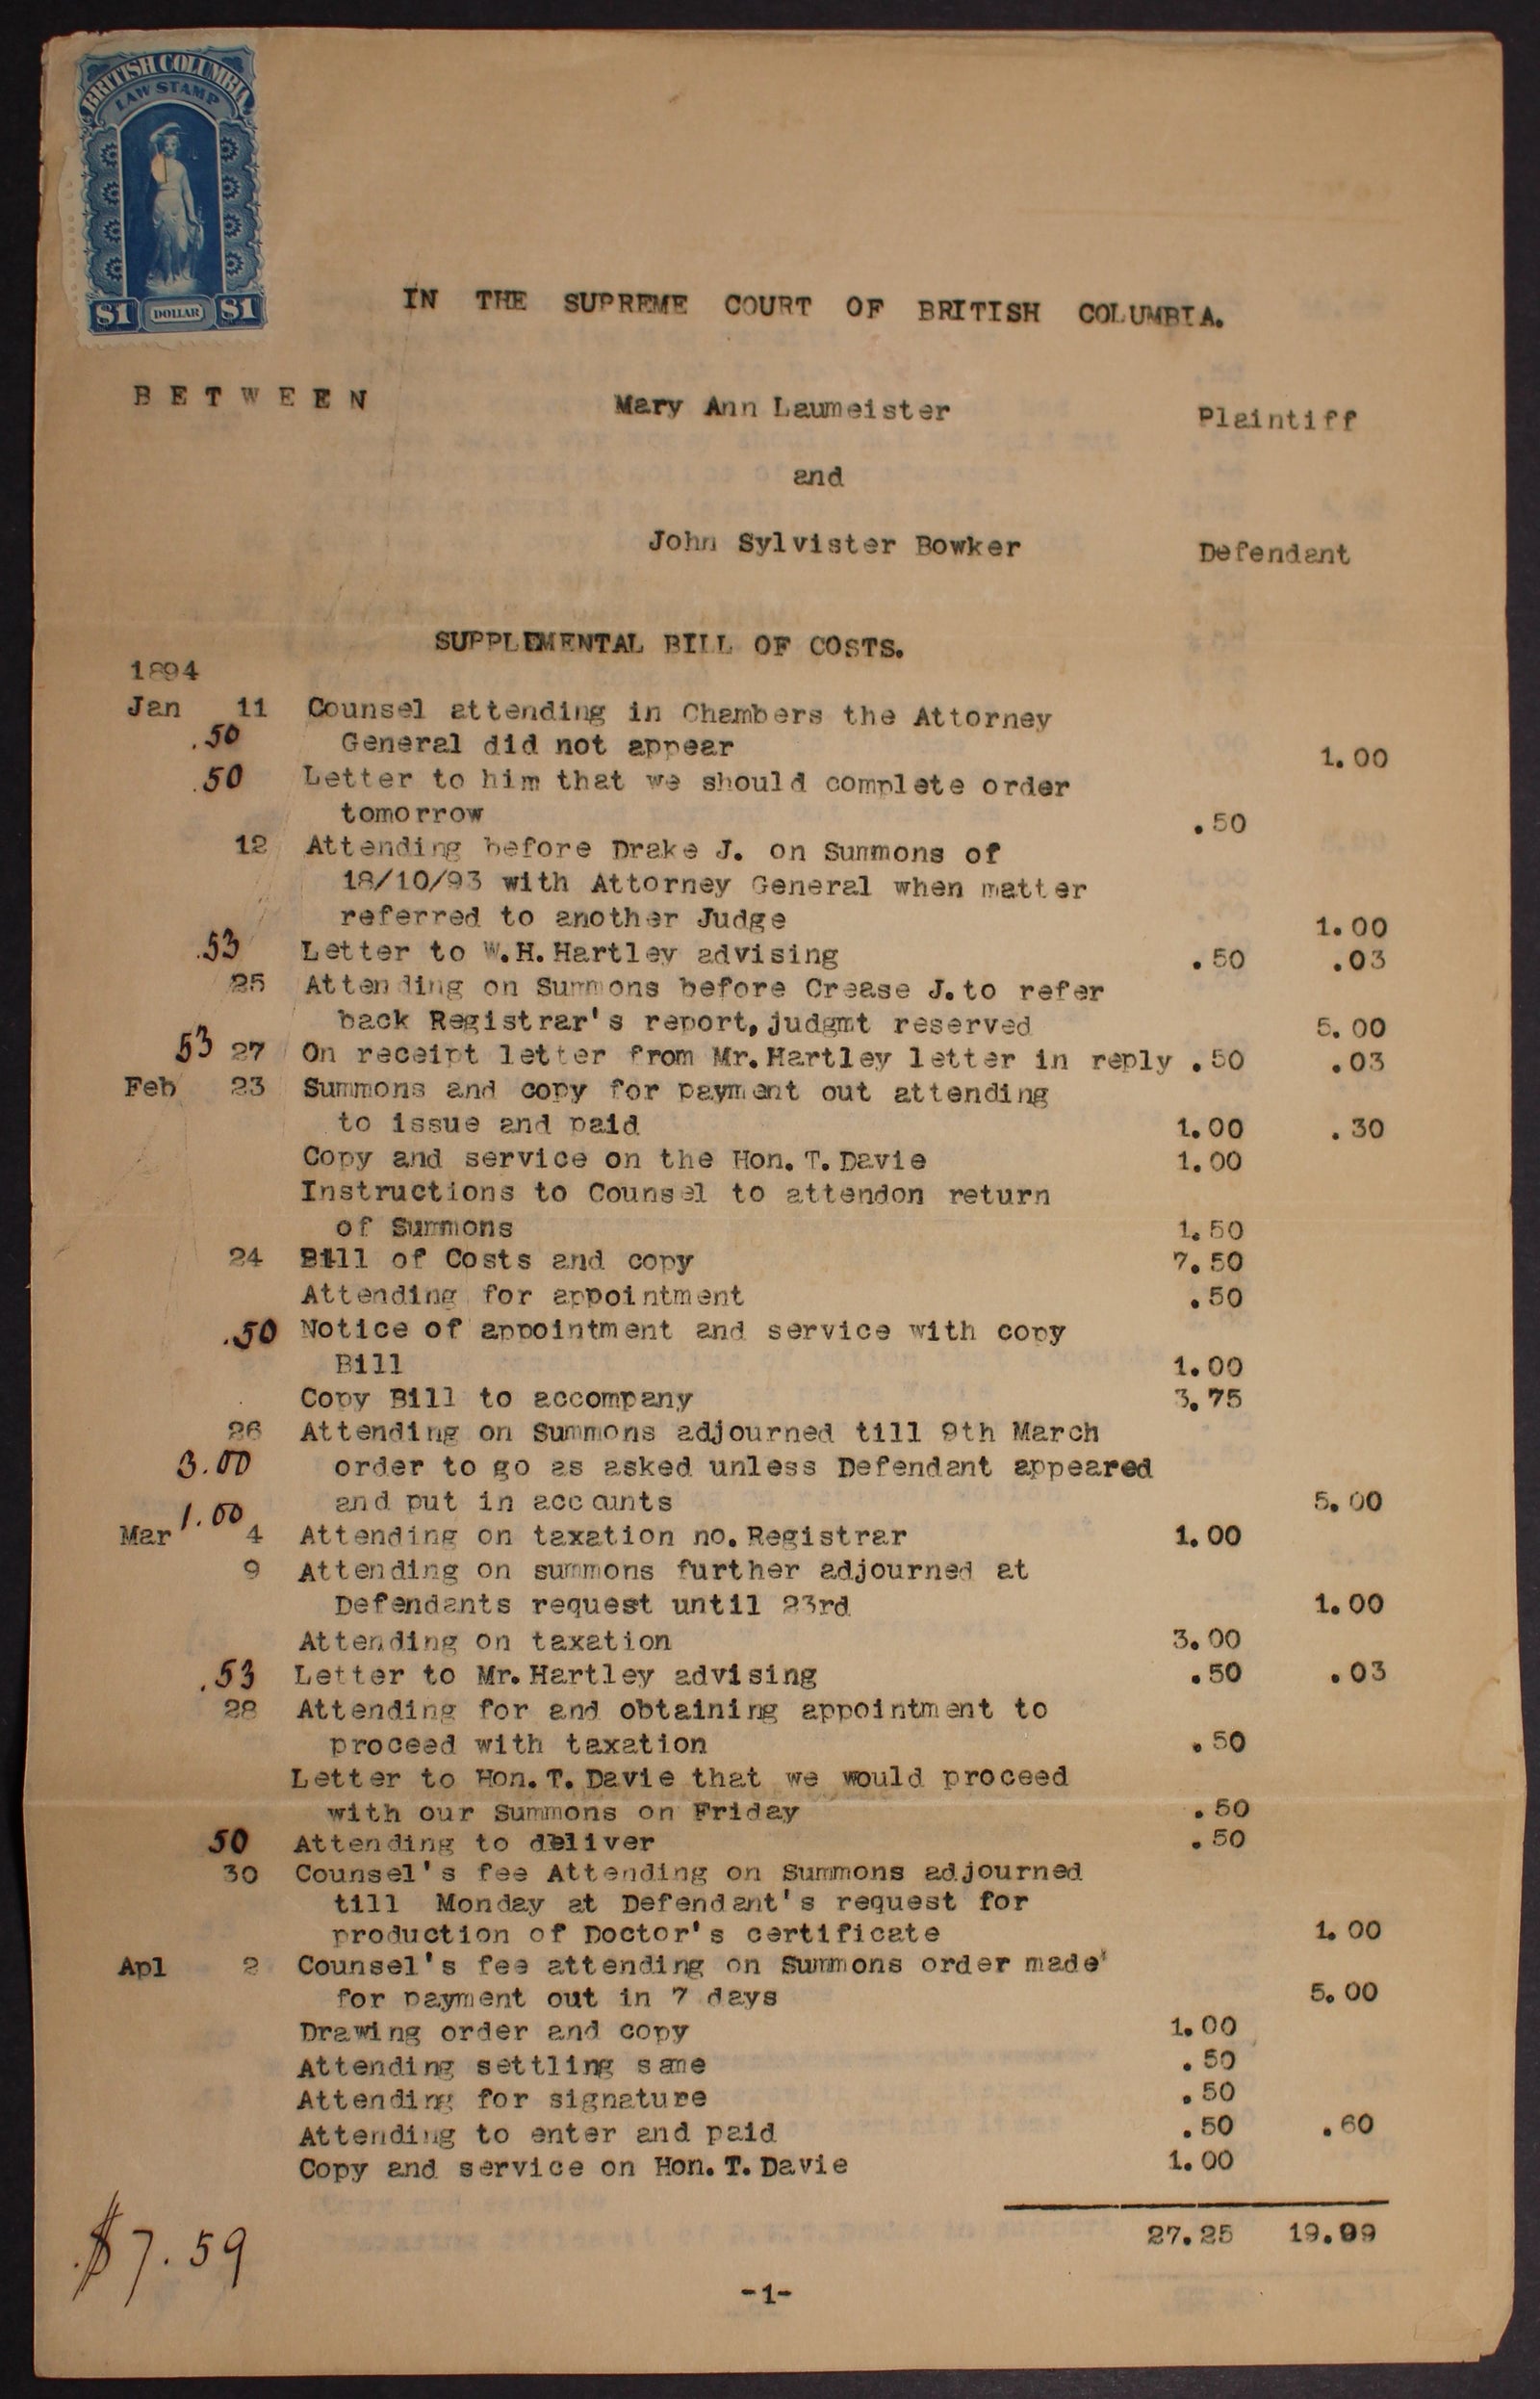 BRITISH COLUMBIA
LAW STAMP
$1 DOLLAR $1
IN THE SUPREME COURT OF BRITISH COLUMBIA.
BETWEEN Mary Ann Laumeister Plaintiff
and
John Sylvister Bowker Defendant
SUPPLEMENTAL BILL OF COSTS.
1894
Jan 11 Counsel attending in Chambers the Attorney
.50 General did not appear 1.00
.50 Letter to him that we should complete order
tomorrow .50
12 Attending before Drake J. on Summons of
18/10/93 with Attorney General when matter
referred to another Judge 1.00
.53 Letter to W.H.Hartley advising .50 .03
25 Attending on Summons before Crease J.to refer
back Registrar's report,judgmt reserved 5.00
53 27 On receipt letter from Mr.Hartley letter in reply .50 .03
Feb 23 Summons and copy for payment out attending
to issue and paid 1.00 .30
Copy and service on the Hon.T.Davie 1.00
Instructions to Counsel to attendon return
of Summons 1.50
24 Bill of Costs and copy 7.50
Attending for appointment .50
.50 Notice of appointment and service with copy
Bill 1.00
Copy Bill to accompany 3.75
26 Attending on Summons adjourned till 9th March
3.00 order to go as asked unless Defendant appeared
and put in accounts 5.00
Mar 1.00 4 Attending on taxation no.Registrar 1.00
9 Attending on summons further adjourned at
Defendants request until 23rd 1.00
Attending on taxation 3.00
.53 Letter to Mr.Hartley advising .50 .03
28 Attending for and obtaining appointment to
proceed with taxation .50
Letter to Hon.T.Davie that we would proceed
with our Summons on Friday .50
50 Attending to deliver .50
30 Counsel's fee Attending on Summons adjourned
till Monday at Defendant's request for
production of Doctor's certificate 1.00
Apl 2 Counsel's fee attending on Summons order made'
for payment out in 7 days 5.00
Drawing order and copy 1.00
Attending settling same .50
Attending for signature .50
Attending to enter and paid .50 .60
Copy and service on Hon.T.Davie 1.00
27.25 19.99
$7.59
-1-